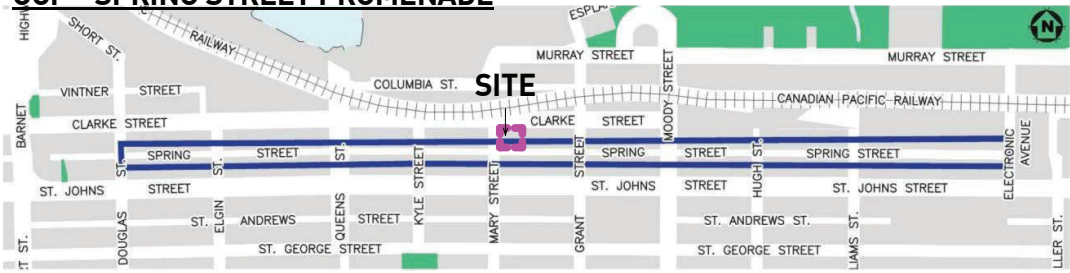 SPRING STREET PROMENADE
SHORT ST.
RAILWAY
MURRAY STREET
MURRAY STREET
N
COLUMBIA ST.
SITE
VINTNER STREET
CANADIAN PACIFIC RAILWAY
CLARKE STREET
CLARKE STREET
SPRING STREET
SPRING STREET
SPRING STREET
ST. JOHNS STREET
ST. JOHNS STREET
ST. JOHNS STREET
ST. ANDREWS STREET
ST. ANDREWS ST.
ST. GEORGE STREET
ST. GEORGE STREET
BARNET
DOUGLAS ST.
ELGIN ST.
QUEENS ST.
KYLE STREET
MARY STREET
GRANT STREET
MOODY STREET
HUGH ST.
LIAMS ST.
ELECTRONIC AVENUE
LLER ST.